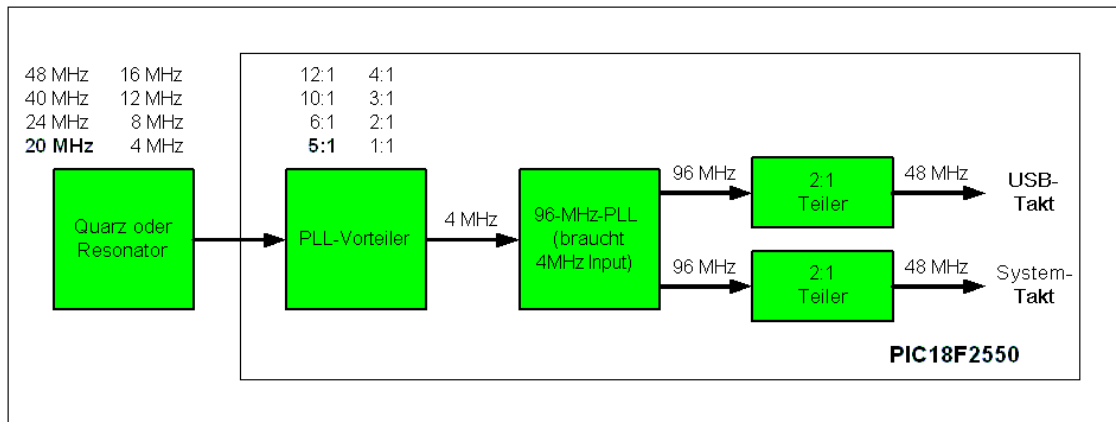 48 MHz 16 MHz
40 MHz 12 MHz
24 MHz 8 MHz
20 MHz 4 MHz
12:1 4:1
10:1 3:1
6:1 2:1
5:1 1:1
Quarz oder
Resonator
PLL-Vorteiler
4 MHz
96-MHz-PLL
(braucht
4MHz Input)
96 MHz
2:1
Teiler
48 MHz
USB-
Takt
96 MHz
2:1
Teiler
48 MHz
System-
Takt
PIC18F2550